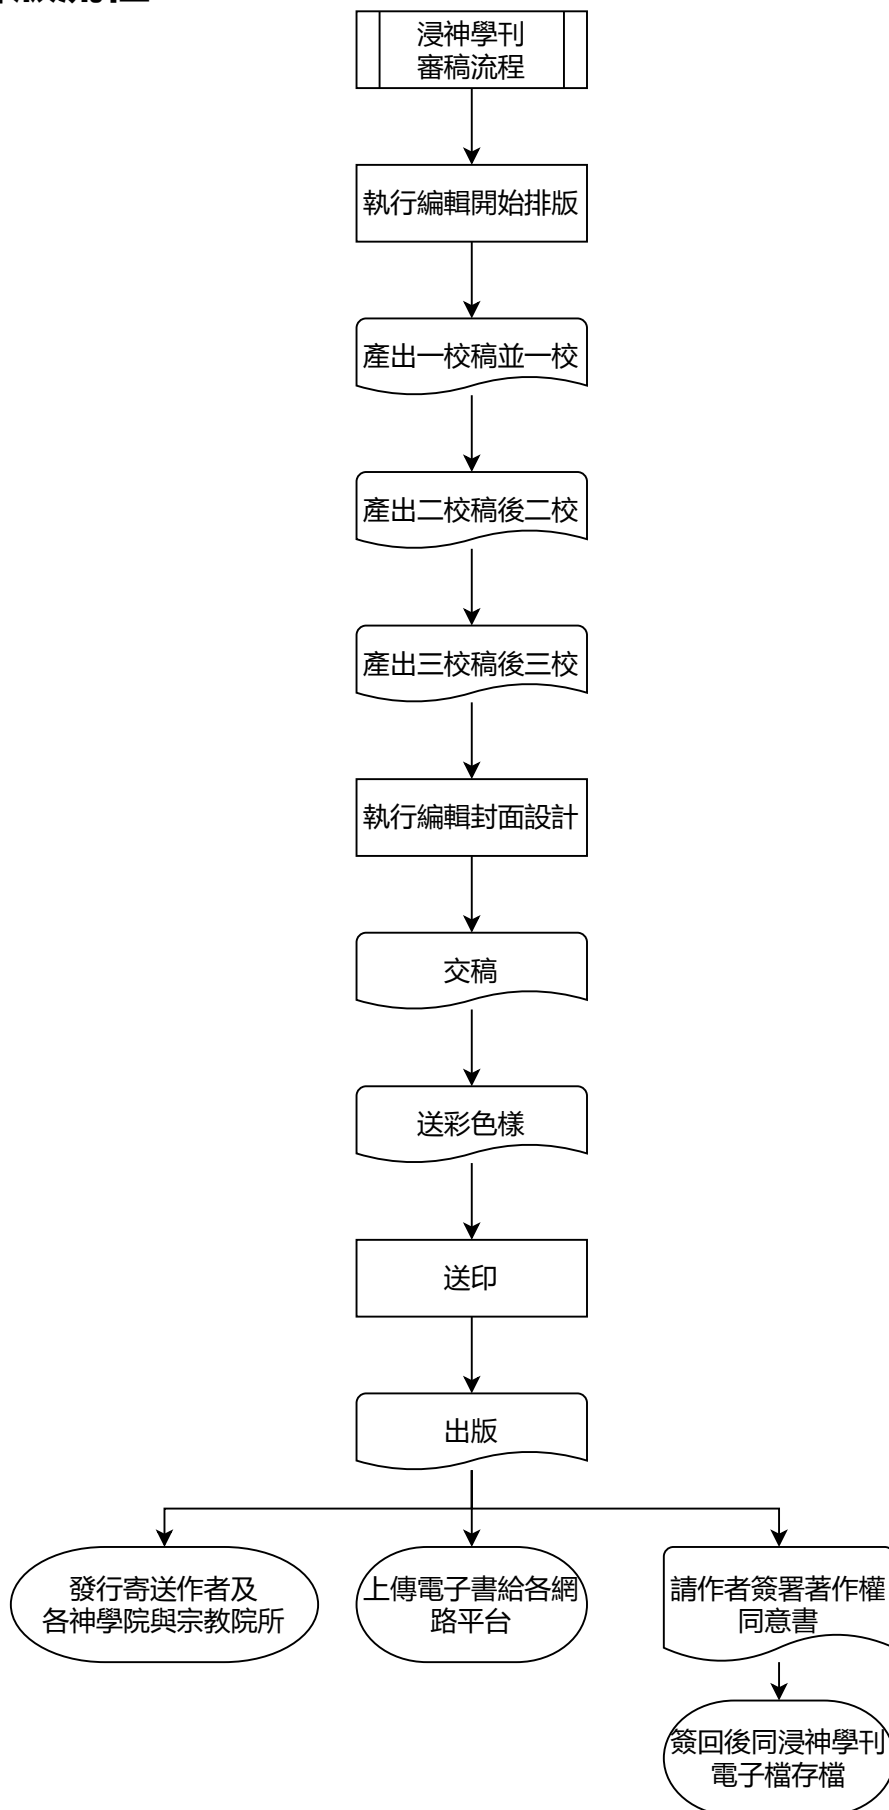 浸神學刊
審稿流程
執行編輯開始排版
產出一校稿並一校
產出二校稿後二校
產出三校稿後三校
執行編輯封面設計
交稿
送彩色樣
送印
出版
發行寄送作者及
各神學院與宗教院所
上傳電子書給各網
路平台
請作者簽署著作權
同意書
簽回後同浸神學刊
電子檔存檔